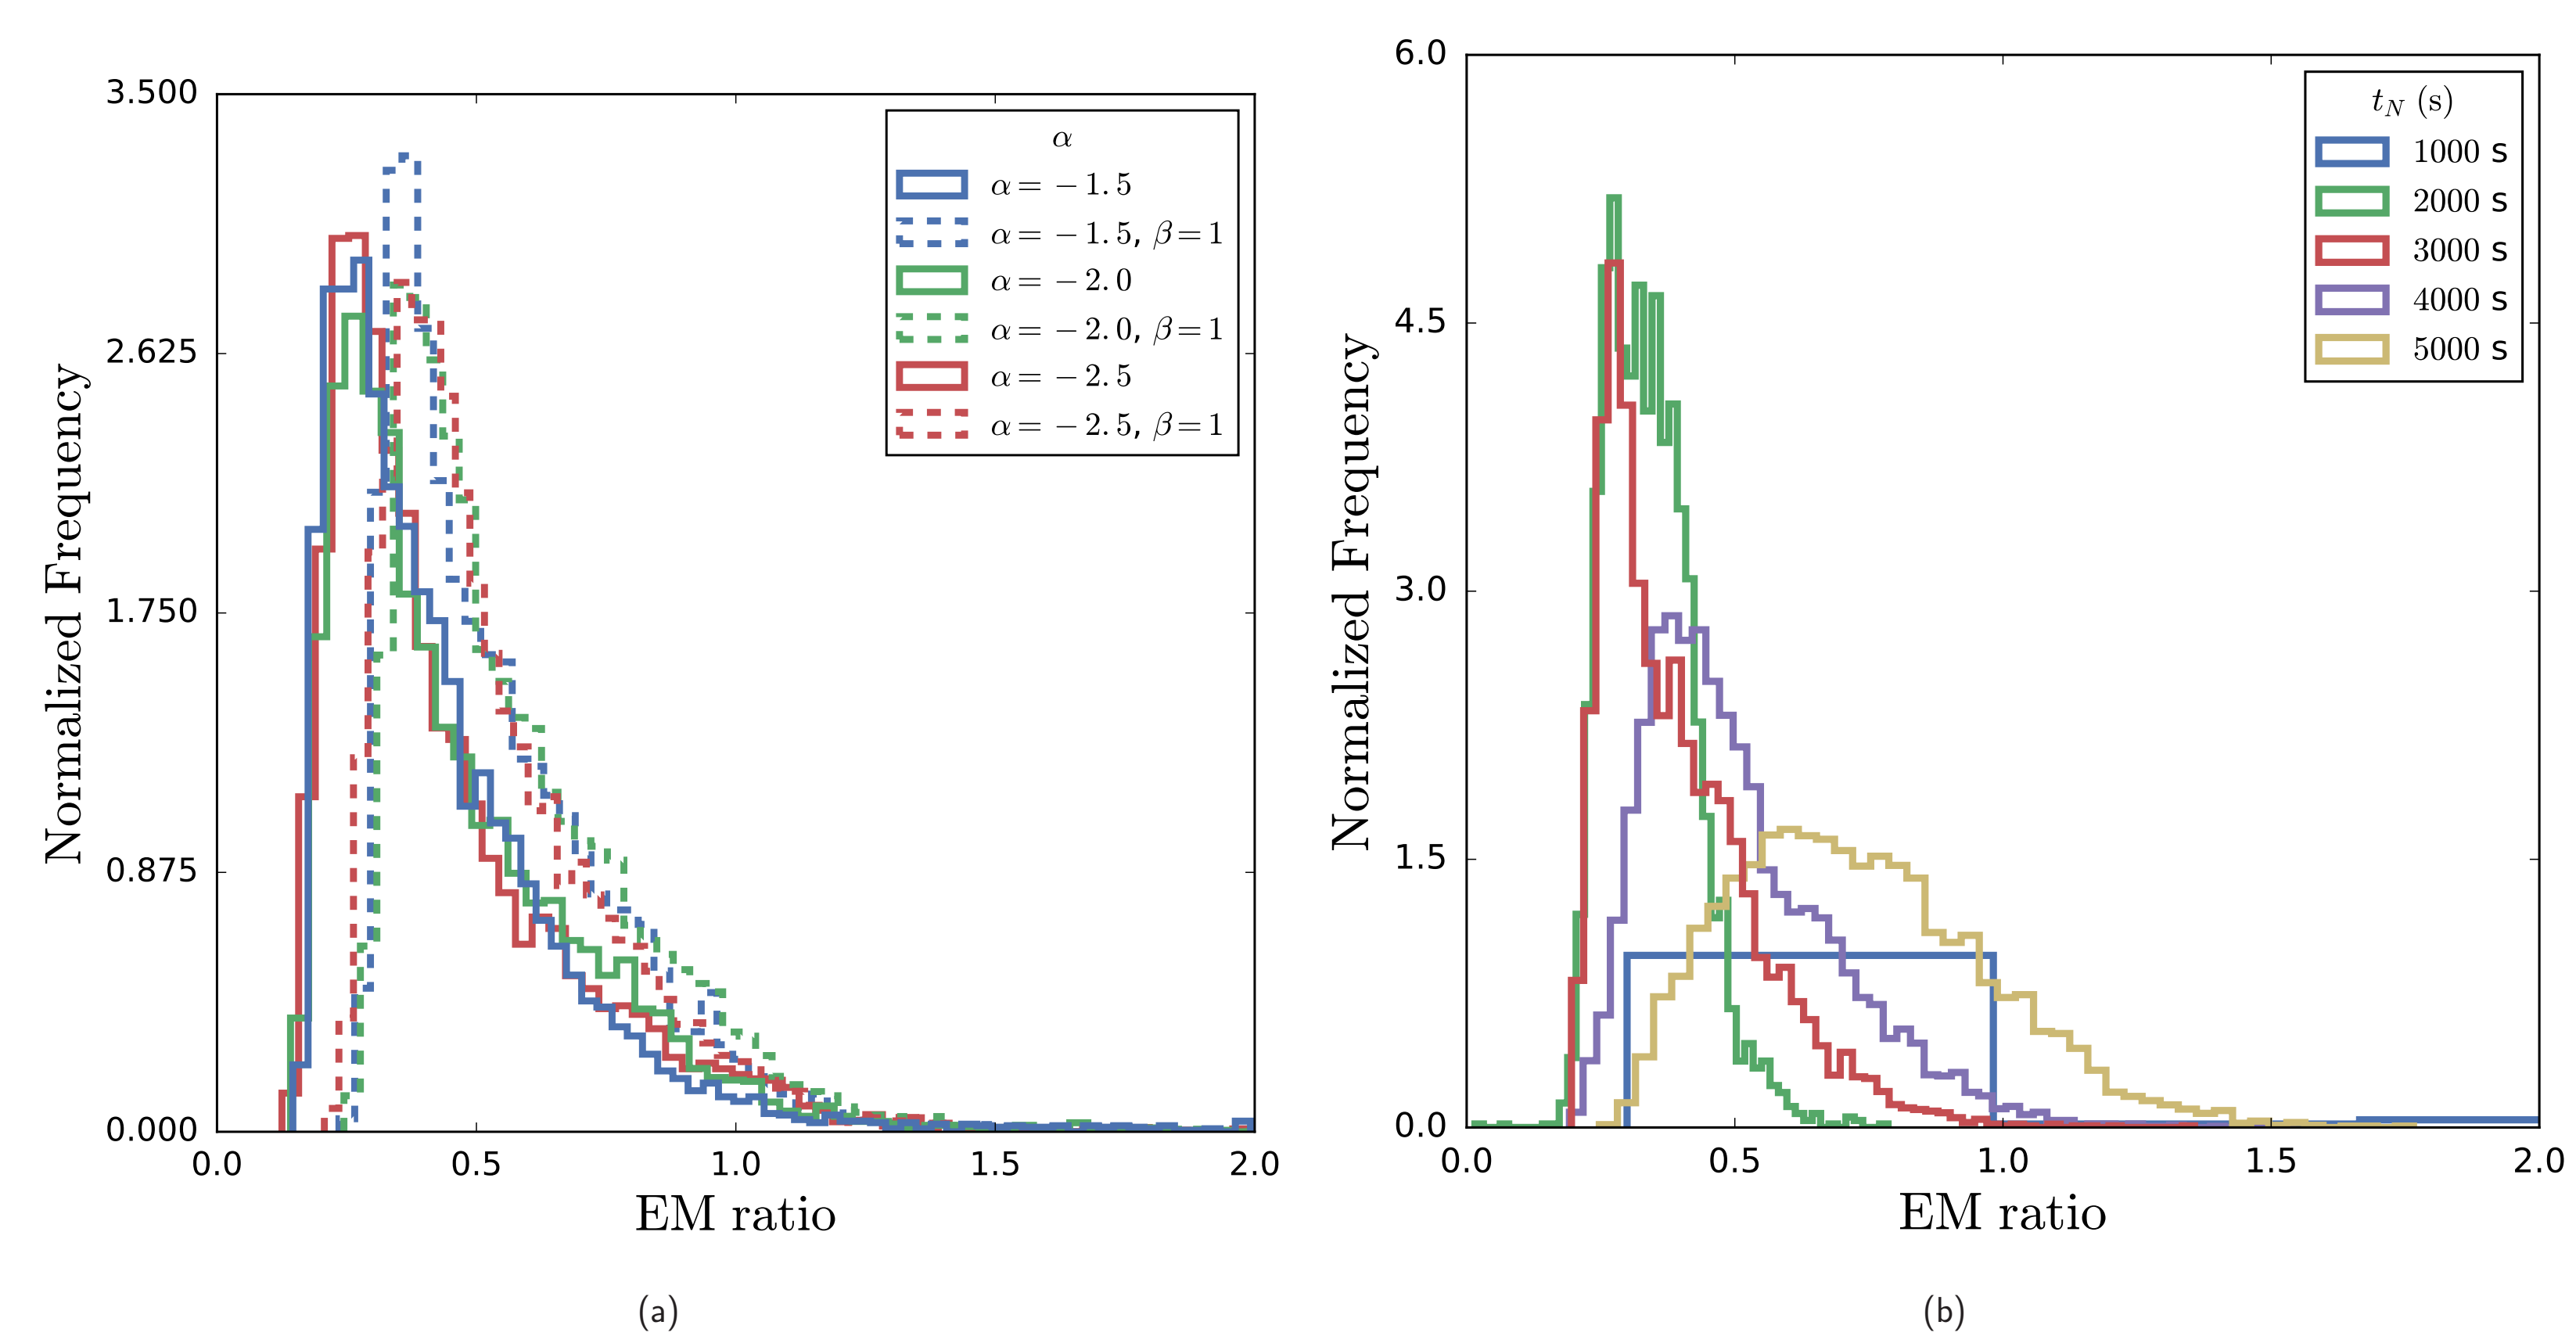 3.500
2.625
1.750
0.875
0.000
0.0 0.5 1.0 1.5 2.0
Normalized Frequency
EM ratio
α
α = −1.5
α = −1.5, β = 1
α = −2.0
α = −2.0, β = 1
α = −2.5
α = −2.5, β = 1
(a)
6.0
4.5
3.0
1.5
0.0
0.0 0.5 1.0 1.5 2.0
Normalized Frequency
EM ratio
t_N (s)
1000 s
2000 s
3000 s
4000 s
5000 s
(b)